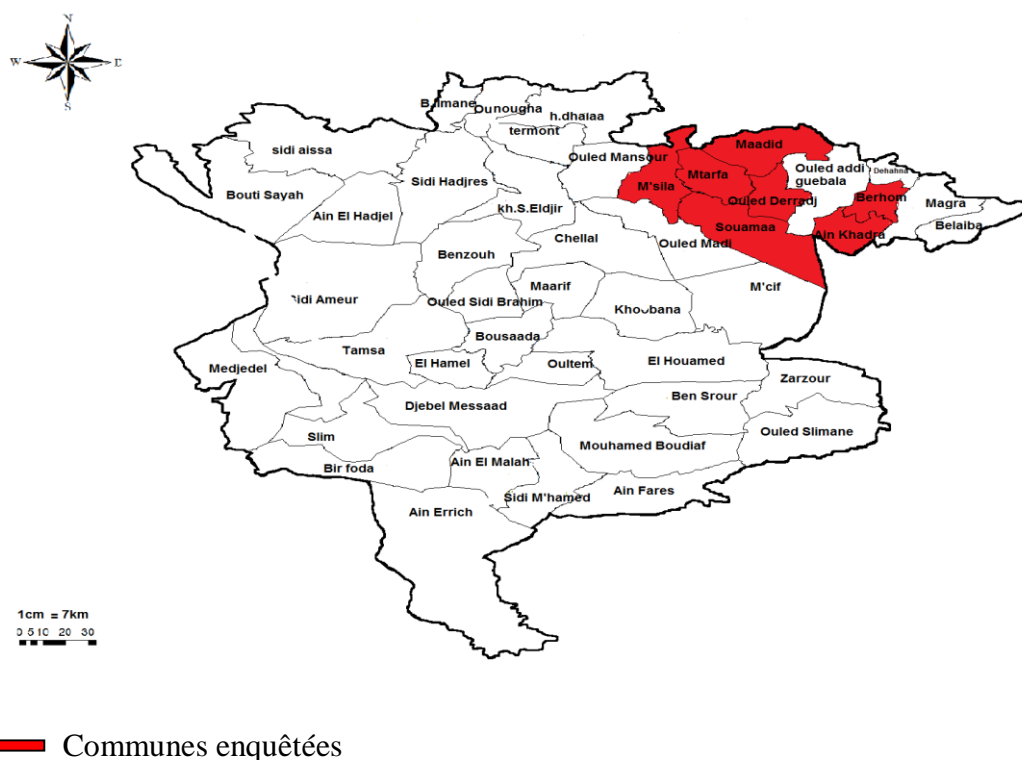 N
W E
S
B.Imane
Ounougha
h.dhalaa
termont
sidi aissa
Ouled Mansour
Maadid
Sidi Hadjres
Mtarfa
Ouled addi
guebala
Dehahna
Bouti Sayah
M'sila
Ouled Derradj
Berhom
Magra
Ain El Hadjel
kh.S.Eldjir
Souamaa
Ain Khadra
Belaiba
Chellal
Ouled Madi
Benzouh
Maarif
M'cif
Sidi Ameur
Ouled Sidi Brahim
Khoubana
Bousaada
Tamsa
El Hamel
Oultem
El Houamed
Medjedel
Zarzour
Ben Srour
Djebel Messaad
Slim
Mouhamed Boudiaf
Ouled Slimane
Bir foda
Ain El Malah
Sidi M'hamed
Ain Fares
Ain Errich
1cm = 7km
0 5 10 20 30
Communes enquêtées